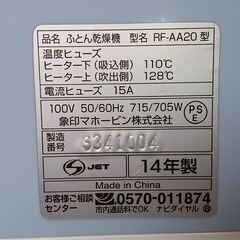 品名 ふとん乾燥機 型名 RF-AA20 型
温度ヒューズ
ヒーター下(吸込側) 110℃
ヒーター上(吹出側) 128℃
電流ヒューズ 15A
100V 50/60Hz 715/705W
象印マホービン株式会社
PS
E
製造
番号 6341004
S JET 14年製
Made in China
お客様ご相談
センター 0570-011874
市内通話料でOK ナビダイヤル